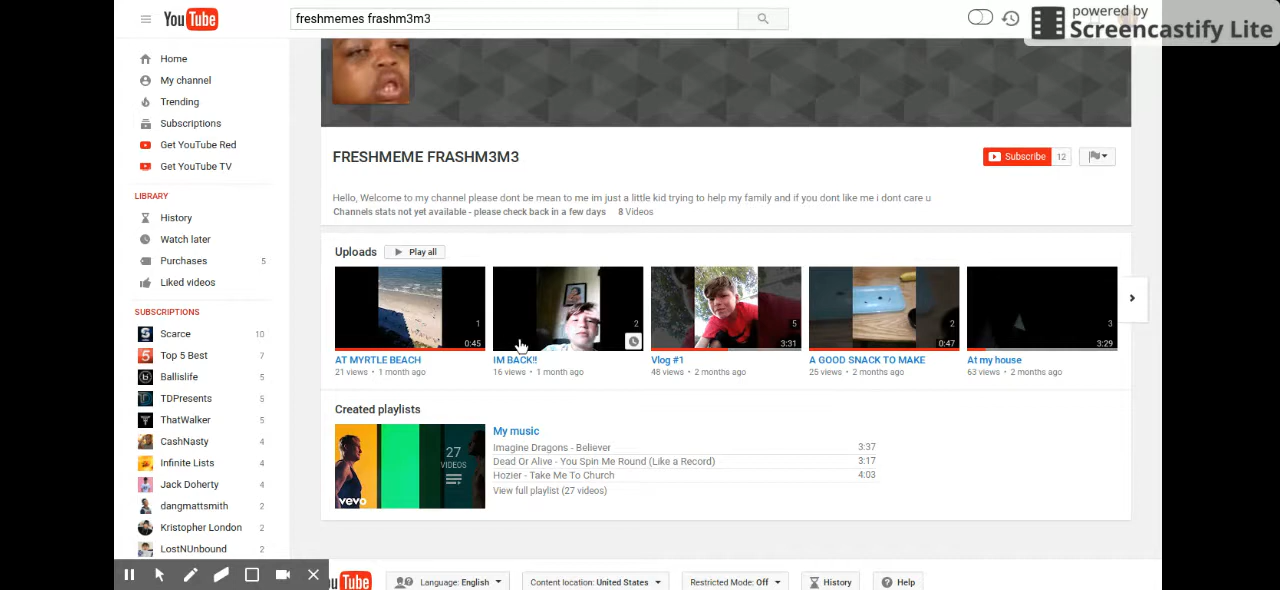 YouTube
freshmemes frashm3m3
powered by
Screencastify Lite
Home
My channel
Trending
Subscriptions
Get YouTube Red
Get YouTube TV
LIBRARY
History
Watch later
Purchases 5
Liked videos
SUBSCRIPTIONS
Scarce 10
Top 5 Best 7
Ballislife 5
TDPresents 5
ThatWalker 5
CashNasty 4
Infinite Lists 4
Jack Doherty 4
dangmattsmith 2
Kristopher London 2
LostNUnbound 2
FRESHMEME FRASHM3M3
Subscribe 12
Hello, Welcome to my channel please dont be mean to me im just a little kid trying to help my family and if you dont like me i dont care u
Channels stats not yet available - please check back in a few days 8 Videos
Uploads Play all
1 2 5 2 3
0:45 3:31 0:47 3:29
AT MYRTLE BEACH IM BACK!! Vlog #1 A GOOD SNACK TO MAKE At my house
21 views • 1 month ago 16 views • 1 month ago 48 views • 2 months ago 25 views • 2 months ago 63 views • 2 months ago
Created playlists
27
VIDEOS
vevo
My music
Imagine Dragons - Believer 3:37
Dead Or Alive - You Spin Me Round (Like a Record) 3:17
Hozier - Take Me To Church 4:03
View full playlist (27 videos)
Tube Language: English Content location: United States Restricted Mode: Off History Help